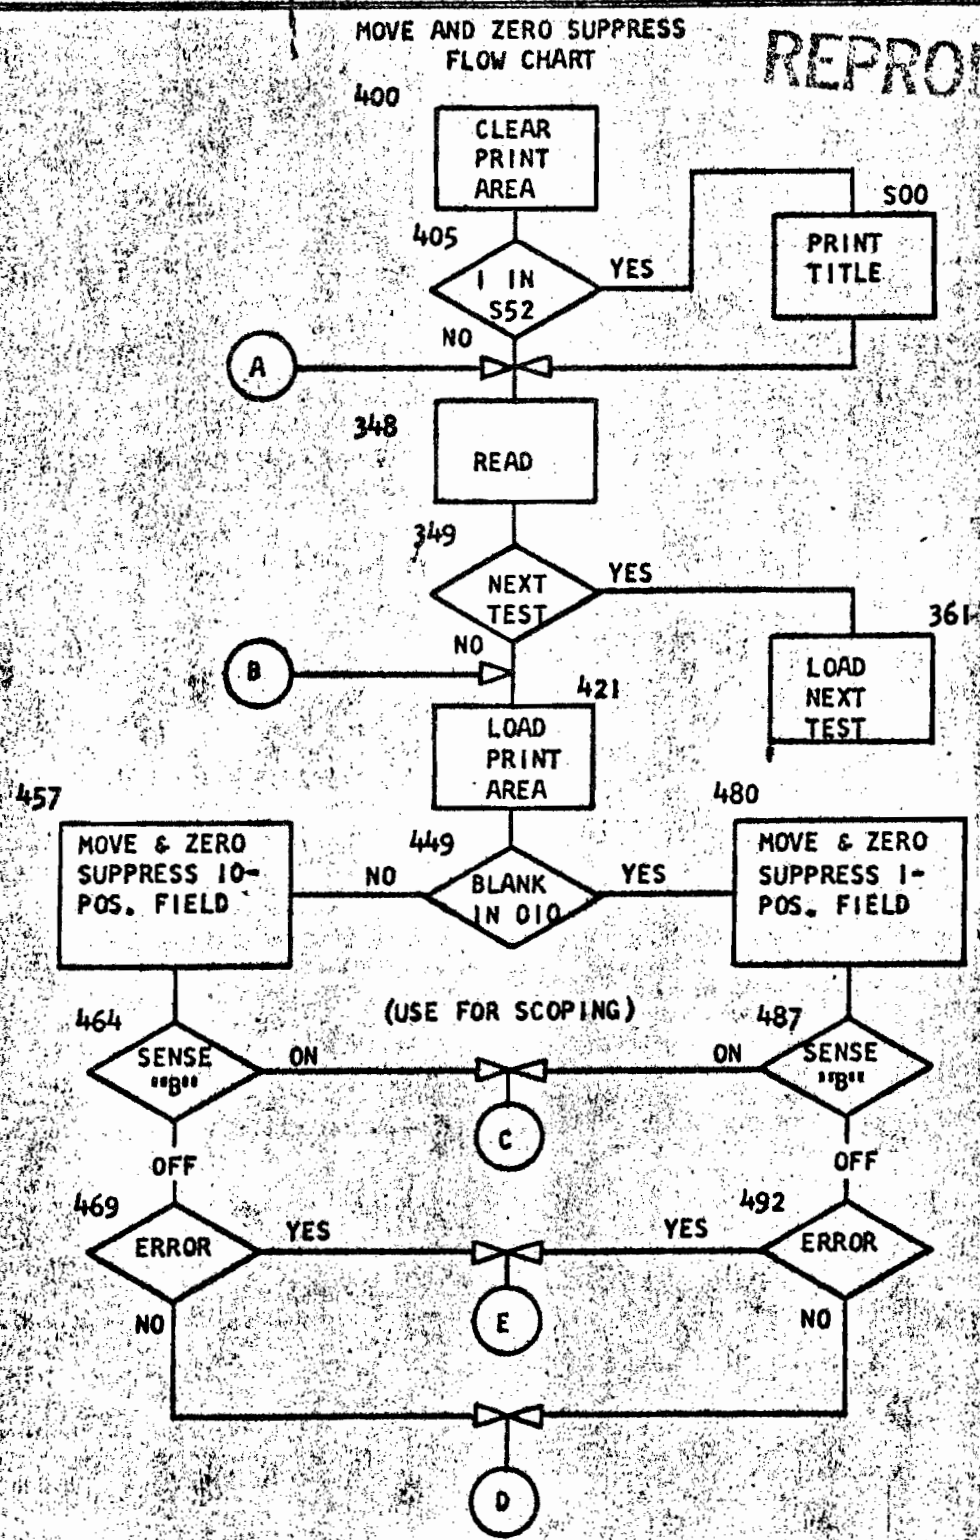 MOVE AND ZERO SUPPRESS
FLOW CHART
400
CLEAR
PRINT
AREA
S00
405
1 IN
S52
YES
PRINT
TITLE
NO
A
348
READ
349
NEXT
TEST
YES
361
NO
B
LOAD
NEXT
TEST
421
LOAD
PRINT
AREA
457
480
MOVE & ZERO
SUPPRESS 10-
POS. FIELD
449
NO
BLANK
IN 010
YES
MOVE & ZERO
SUPPRESS 1-
POS. FIELD
(USE FOR SCOPING)
464
SENSE
"B"
ON
487
ON
SENSE
"B"
C
OFF
OFF
469
ERROR
YES
492
YES
ERROR
E
NO
NO
D